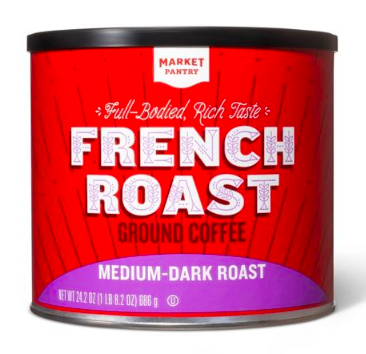 MARKET
PANTRY
Full-Bodied, Rich Taste
FRENCH
ROAST
GROUND COFFEE
MEDIUM-DARK ROAST
NET WT 24.2 OZ (1 LB 8.2 OZ) 686 g U